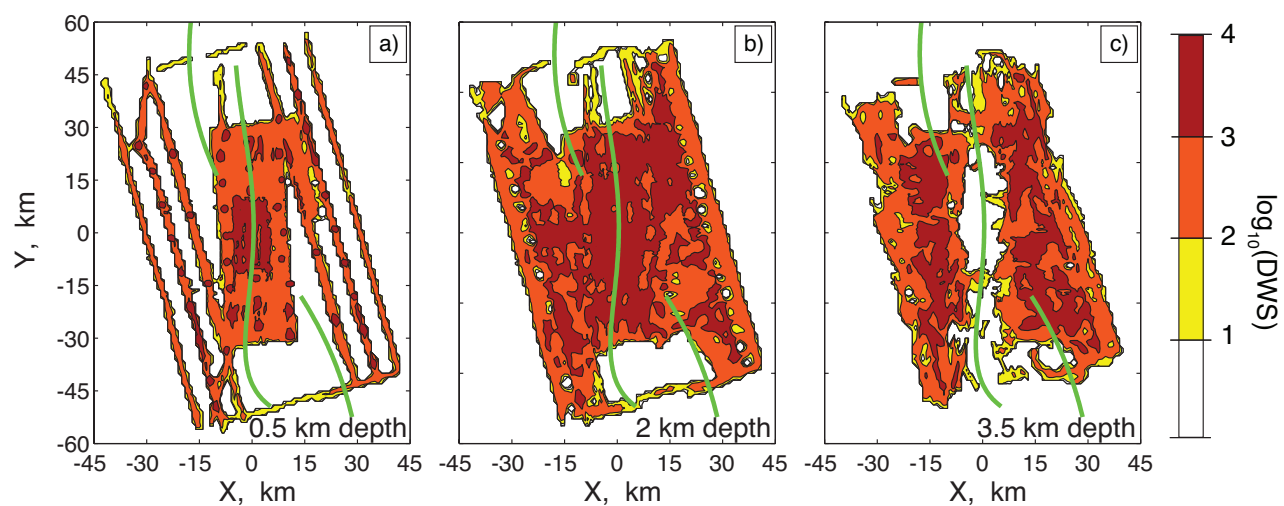 a)
b)
c)
60
45
30
15
0
-15
-30
-45
-60
Y, km
0.5 km depth
2 km depth
3.5 km depth
-45 -30 -15 0 15 30 45
-45 -30 -15 0 15 30 45
-45 -30 -15 0 15 30 45
X, km
X, km
X, km
4
3
2
1
log10(DWS)